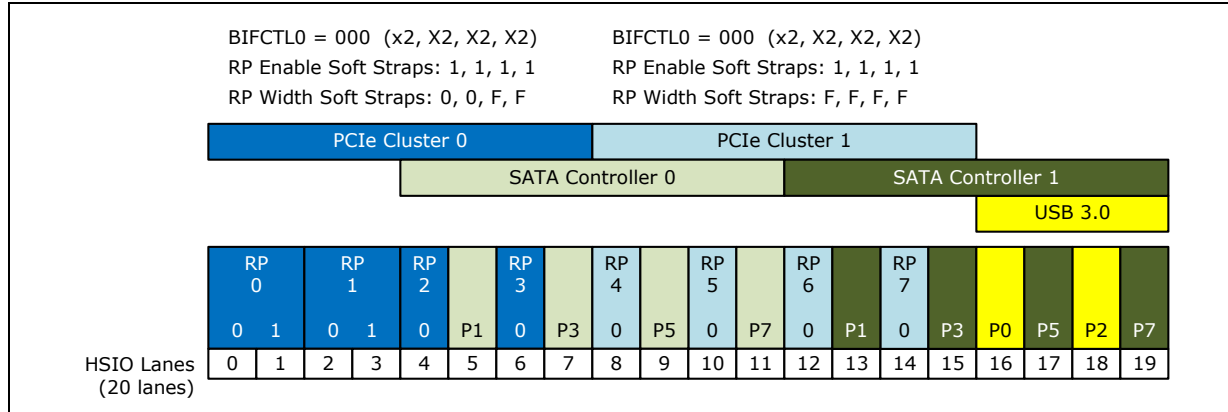 BIFCTL0 = 000 (x2, X2, X2, X2) BIFCTL0 = 000 (x2, X2, X2, X2)
RP Enable Soft Straps: 1, 1, 1, 1 RP Enable Soft Straps: 1, 1, 1, 1
RP Width Soft Straps: 0, 0, F, F RP Width Soft Straps: F, F, F, F
PCIe Cluster 0 PCIe Cluster 1
SATA Controller 0 SATA Controller 1
USB 3.0
RP RP RP RP RP RP RP RP
0 1 2 3 4 5 6 7
0 1 0 1 0 P1 0 P3 0 P5 0 P7 0 P1 0 P3 P0 P5 P2 P7
HSIO Lanes 0 1 2 3 4 5 6 7 8 9 10 11 12 13 14 15 16 17 18 19
(20 lanes)